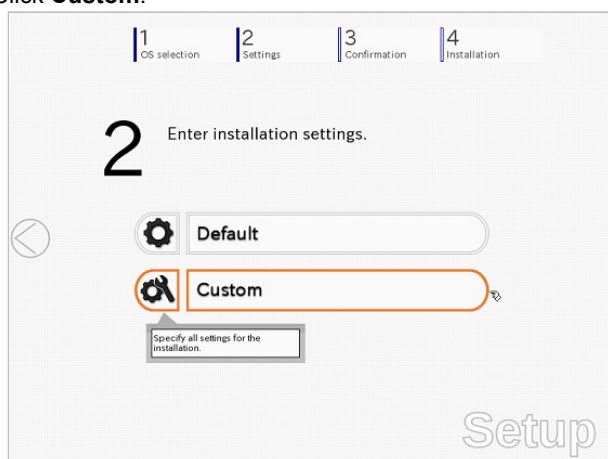 Click Custom.
1
OS selection
2
Settings
3
Confirmation
4
Installation
2
Enter installation settings.
Default
Custom
Specify all settings for the
installation.
Setup